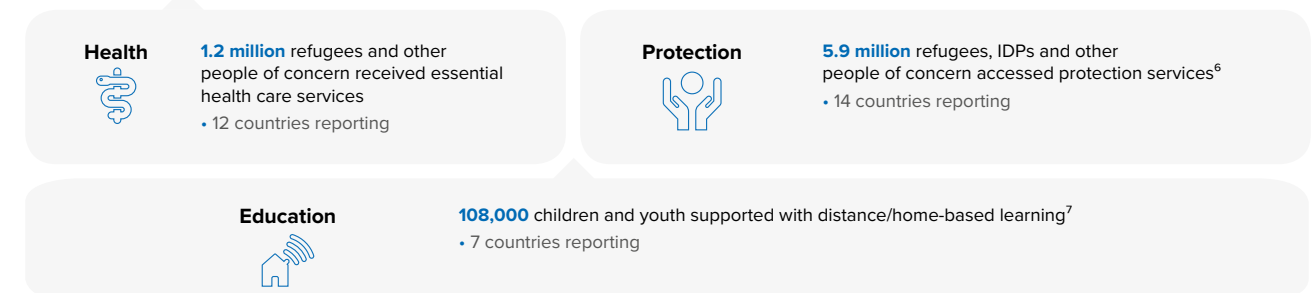 Health
1.2 million refugees and other
people of concern received essential
health care services
• 12 countries reporting
Protection
5.9 million refugees, IDPs and other
people of concern accessed protection services⁶
• 14 countries reporting
Education
108,000 children and youth supported with distance/home-based learning⁷
• 7 countries reporting